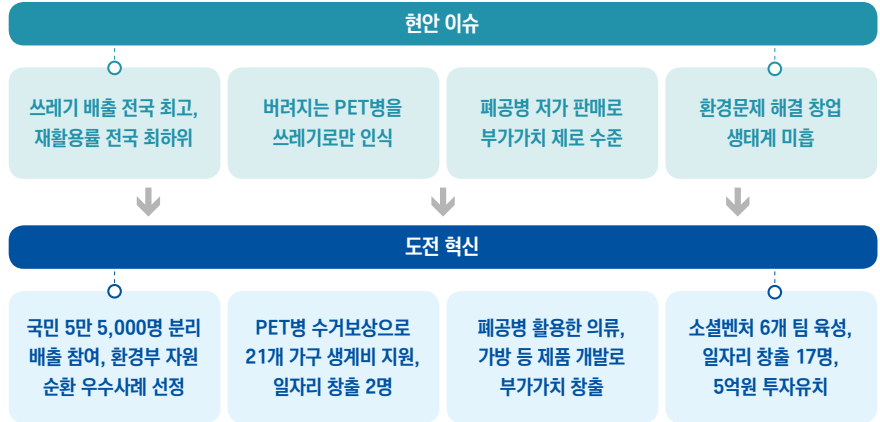 현안 이슈
쓰레기 배출 전국 최고,
재활용률 전국 최하위
버려지는 PET병을
쓰레기로만 인식
폐공병 저가 판매로
부가가치 제로 수준
환경문제 해결 창업
생태계 미흡
도전 혁신
국민 5만 5,000명 분리
배출 참여, 환경부 자원
순환 우수사례 선정
PET병 수거보상으로
21개 가구 생계비 지원,
일자리 창출 2명
폐공병 활용한 의류,
가방 등 제품 개발로
부가가치 창출
소셜벤처 6개 팀 육성,
일자리 창출 17명,
5억원 투자유치